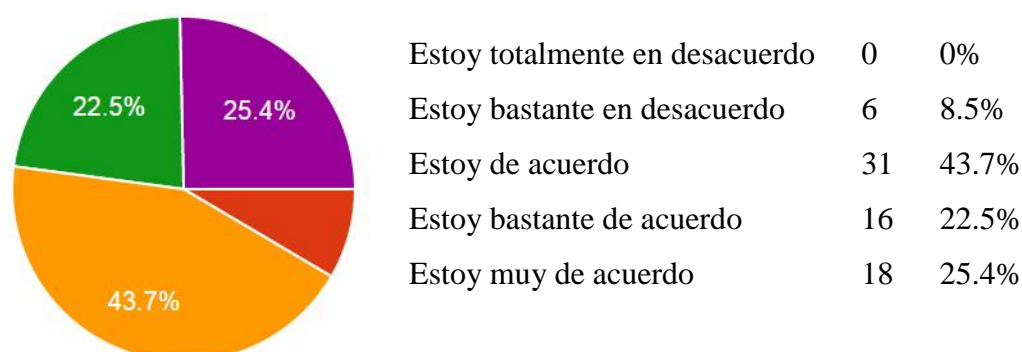 22.5%
25.4%
43.7%
Estoy totalmente en desacuerdo 0 0%
Estoy bastante en desacuerdo 6 8.5%
Estoy de acuerdo 31 43.7%
Estoy bastante de acuerdo 16 22.5%
Estoy muy de acuerdo 18 25.4%